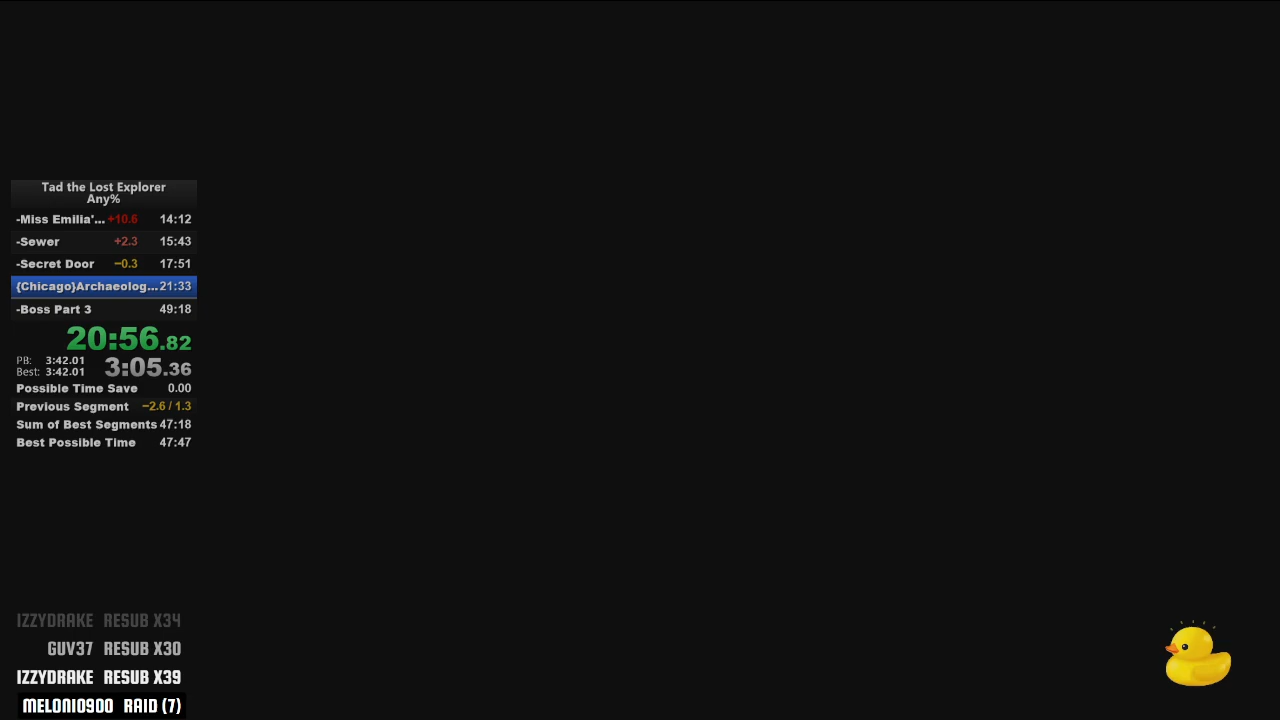 Tad the Lost Explorer
Any%
-Miss Emilia'... +10.6 14:12
-Sewer +2.3 15:43
-Secret Door −0.3 17:51
{Chicago}Archaeolog... 21:33
-Boss Part 3 49:18
20:56.82
PB: 3:42.01
Best: 3:42.01
3:05.36
Possible Time Save 0.00
Previous Segment −2.6 / 1.3
Sum of Best Segments 47:18
Best Possible Time 47:47
IZZYDRAKE RESUB X34
GUV37 RESUB X30
IZZYDRAKE RESUB X39
MELONI0900 RAID (7)